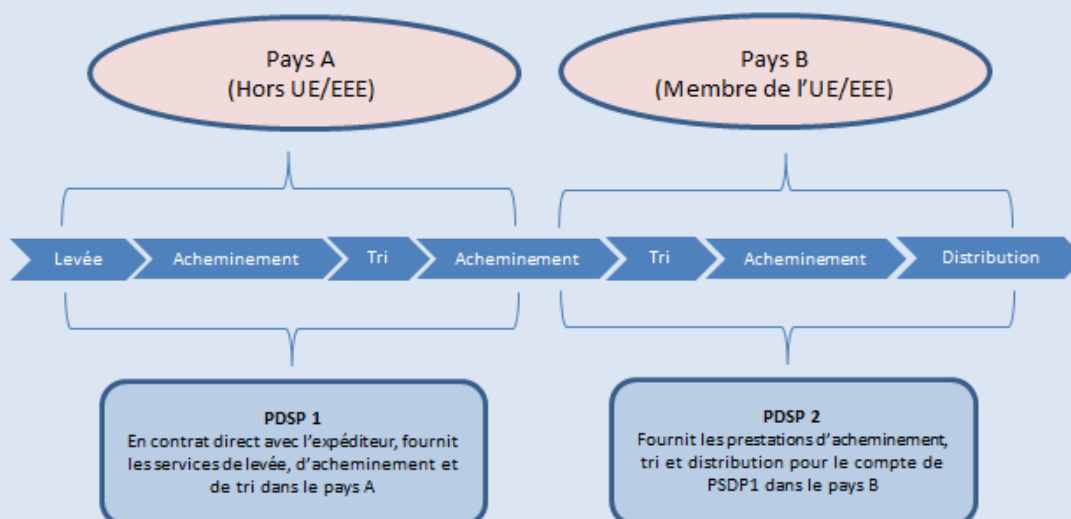 Pays A
(Hors UE/EEE)
Pays B
(Membre de l'UE/EEE)
Levée
Acheminement
Tri
Acheminement
Tri
Acheminement
Distribution
PDSP 1
En contrat direct avec l'expéditeur, fournit
les services de levée, d'acheminement et
de tri dans le pays A
PDSP 2
Fournit les prestations d'acheminement,
tri et distribution pour le compte de
PSDP1 dans le pays B